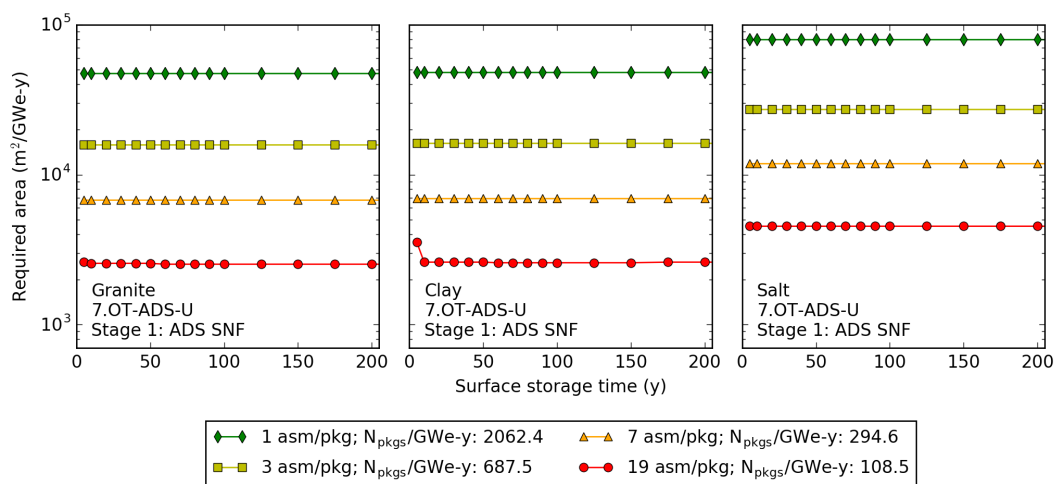 10⁵
10⁴
10³
Required area (m²/GWe-y)
Granite
7.OT-ADS-U
Stage 1: ADS SNF
Clay
7.OT-ADS-U
Stage 1: ADS SNF
Salt
7.OT-ADS-U
Stage 1: ADS SNF
0 50 100 150 200 0 50 100 150 200 0 50 100 150 200
Surface storage time (y)
1 asm/pkg; N_pkgs/GWe-y: 2062.4
7 asm/pkg; N_pkgs/GWe-y: 294.6
3 asm/pkg; N_pkgs/GWe-y: 687.5
19 asm/pkg; N_pkgs/GWe-y: 108.5